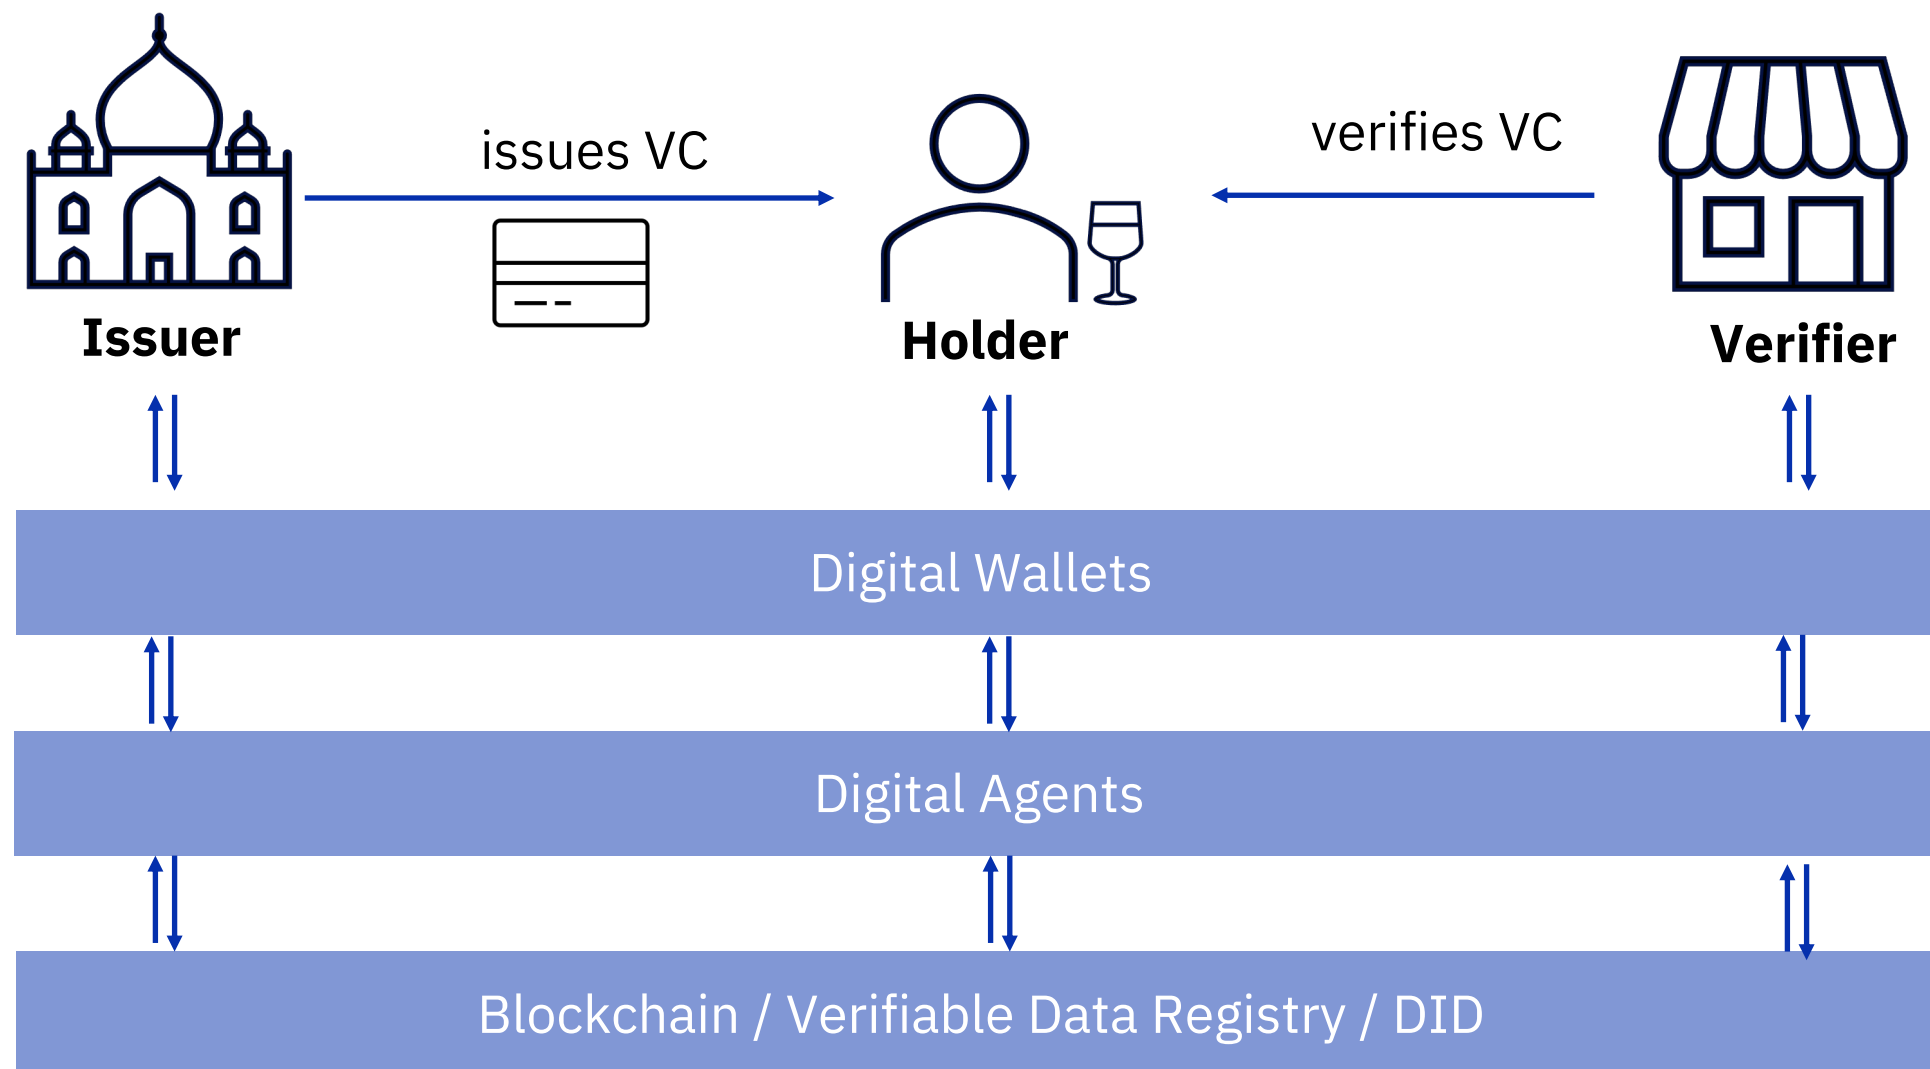 issues VC
verifies VC
Issuer
Holder
Verifier
Digital Wallets
Digital Agents
Blockchain / Verifiable Data Registry / DID